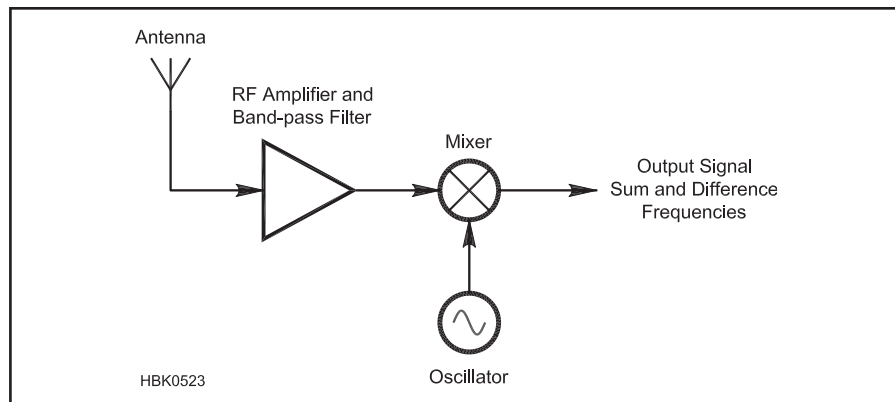 Antenna
RF Amplifier and
Band-pass Filter
Mixer
Output Signal
Sum and Difference
Frequencies
Oscillator
HBK0523